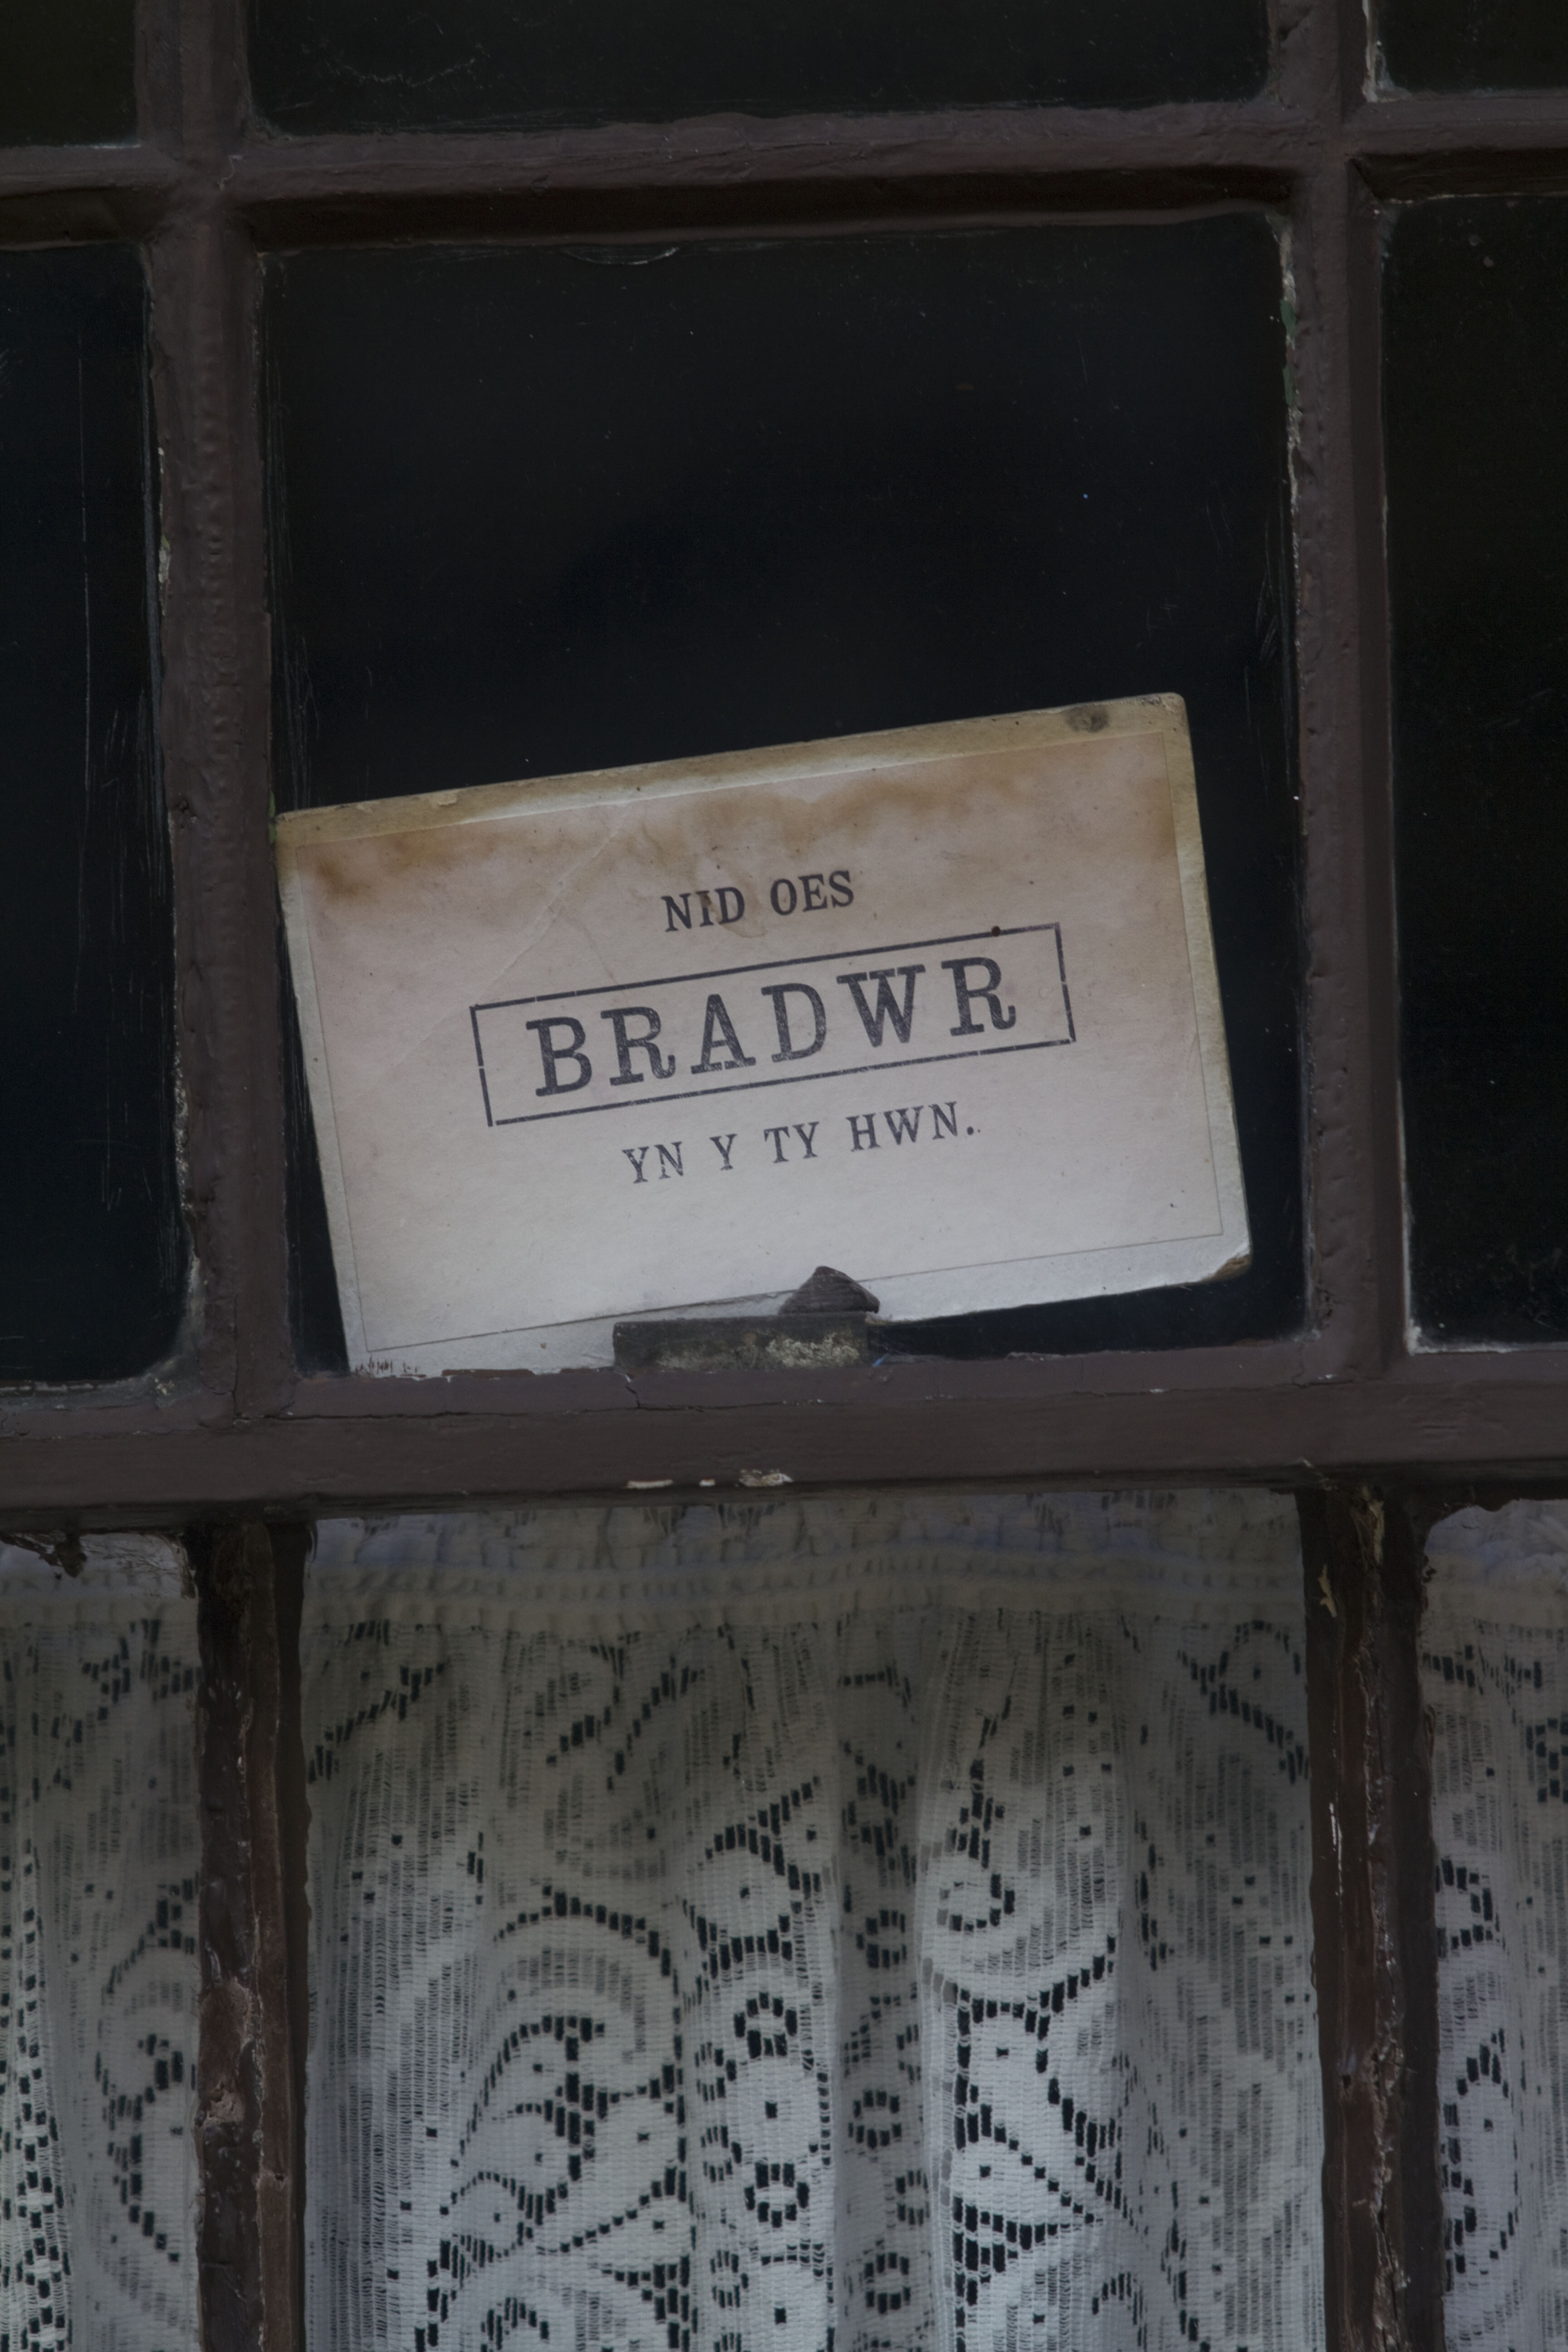 NID OES
BRADWR
YN Y TY HWN.